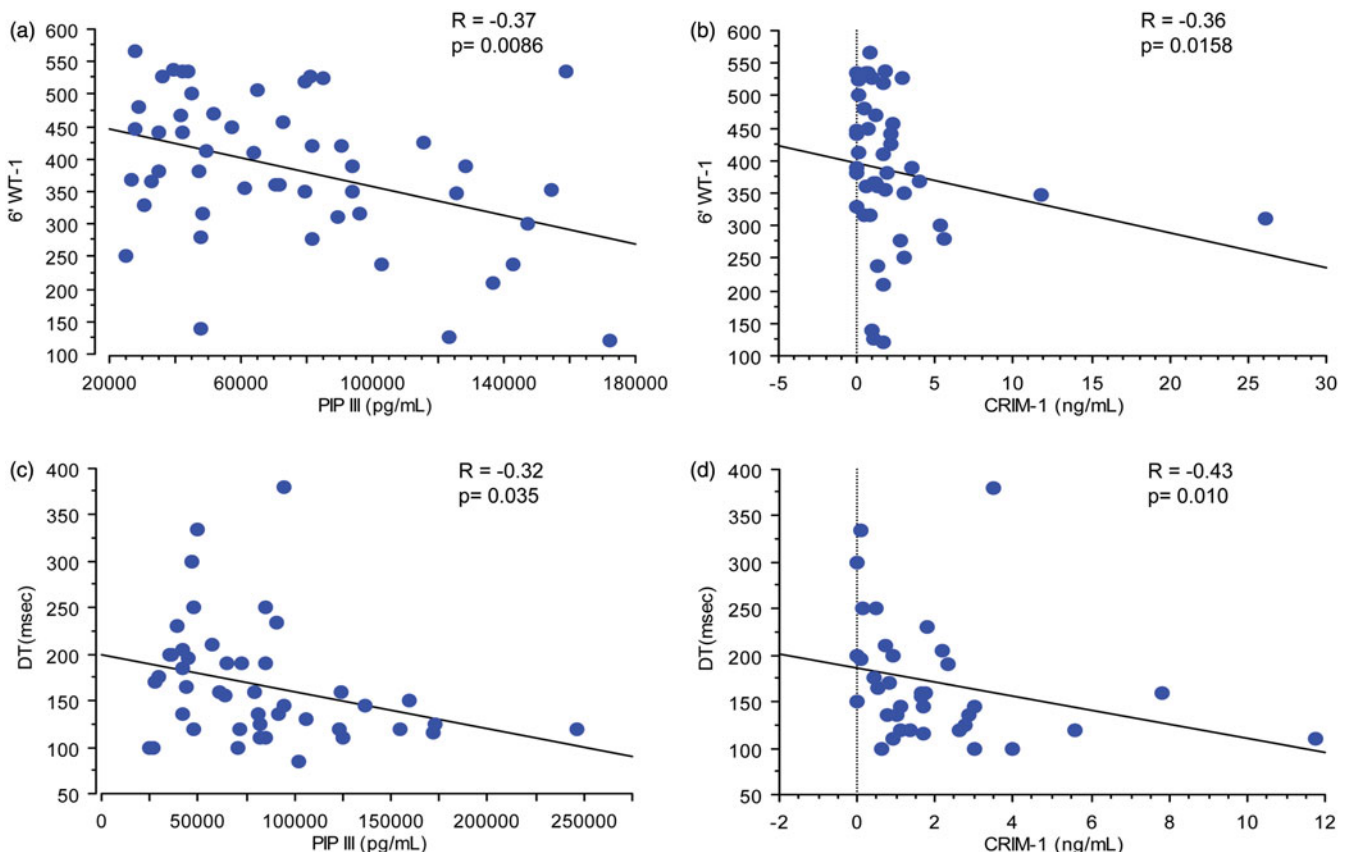 (a)
R = -0.37
p= 0.0086
600
550
500
450
400
350
300
250
200
150
100
6' WT-1
20000 60000 100000 140000 180000
PIP III (pg/mL)
(b)
R = -0.36
p= 0.0158
600
550
500
450
400
350
300
250
200
150
100
6' WT-1
-5 0 5 10 15 20 25 30
CRIM-1 (ng/mL)
(c)
R = -0.32
p= 0.035
400
350
300
250
200
150
100
50
DT(msec)
0 50000 100000 150000 200000 250000
PIP III (pg/mL)
(d)
R = -0.43
p= 0.010
400
350
300
250
200
150
100
50
DT(msec)
-2 0 2 4 6 8 10 12
CRIM-1 (ng/mL)